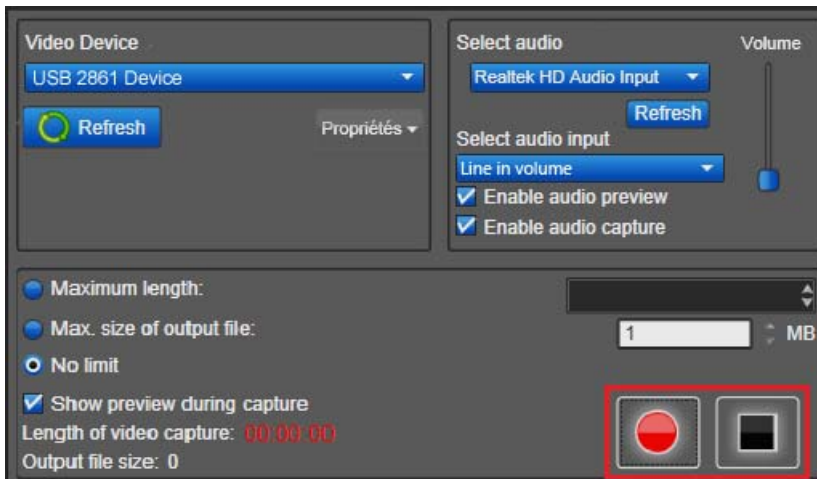 Video Device
USB 2861 Device
Refresh
Propriétés
Select audio
Volume
Realtek HD Audio Input
Refresh
Select audio input
Line in volume
Enable audio preview
Enable audio capture
Maximum length:
Max. size of output file:
1 MB
No limit
Show preview during capture
Length of video capture: 00:00:00
Output file size: 0